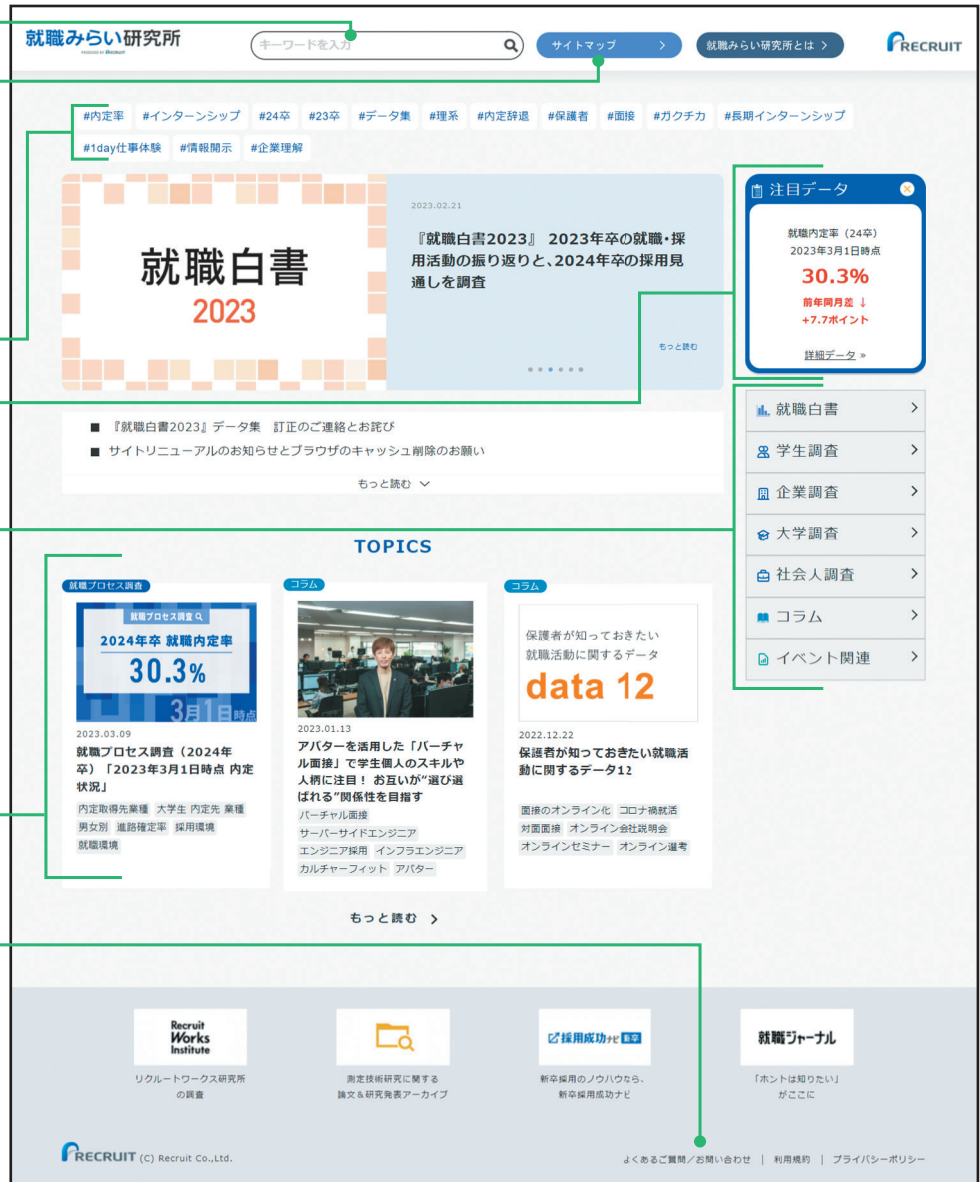 就職みらい研究所
PRODUCED BY RECRUIT
キーワードを入力
サイトマップ
就職みらい研究所とは
RECRUIT
#内定率 #インターンシップ #24卒 #23卒 #データ集 #理系 #内定辞退 #保護者 #面接 #ガクチカ #長期インターンシップ
#1day仕事体験 #情報開示 #企業理解
就職白書
2023
2023.02.21
『就職白書2023』 2023年卒の就職・採
用活動の振り返りと、2024年卒の採用見
通しを調査
もっと読む
注目データ
就職内定率（24卒）
2023年3月1日時点
30.3%
前年同月差 ↓
+7.7ポイント
詳細データ »
■ 『就職白書2023』データ集 訂正のご連絡とお詫び
■ サイトリニューアルのお知らせとブラウザのキャッシュ削除のお願い
もっと読む
就職白書
学生調査
企業調査
大学調査
社会人調査
コラム
イベント関連
TOPICS
就職プロセス調査
就職プロセス調査
2024年卒 就職内定率
30.3%
3月1日時点
2023.03.09
就職プロセス調査（2024年
卒）「2023年3月1日時点 内定
状況」
内定取得先業種 大学生 内定先 業種
男女別 進路確定率 採用環境
就職環境
コラム
2023.01.13
アバターを活用した「バーチャ
ル面接」で学生個人のスキルや
人柄に注目！ お互いが“選び選
ばれる”関係性を目指す
バーチャル面接
サーバーサイドエンジニア
エンジニア採用 インフラエンジニア
カルチャーフィット アバター
コラム
保護者が知っておきたい
就職活動に関するデータ
data 12
2022.12.22
保護者が知っておきたい就職活
動に関するデータ12
面接のオンライン化 コロナ禍就活
対面面接 オンライン会社説明会
オンラインセミナー オンライン選考
もっと読む
Recruit
Works
Institute
リクルートワークス研究所
の調査
測定技術研究に関する
論文＆研究発表アーカイブ
採用成功ナビ 新卒
新卒採用のノウハウなら、
新卒採用成功ナビ
就職ジャーナル
「ホントは知りたい」
がここに
RECRUIT (C) Recruit Co.,Ltd.
よくあるご質問／お問い合わせ | 利用規約 | プライバシーポリシー